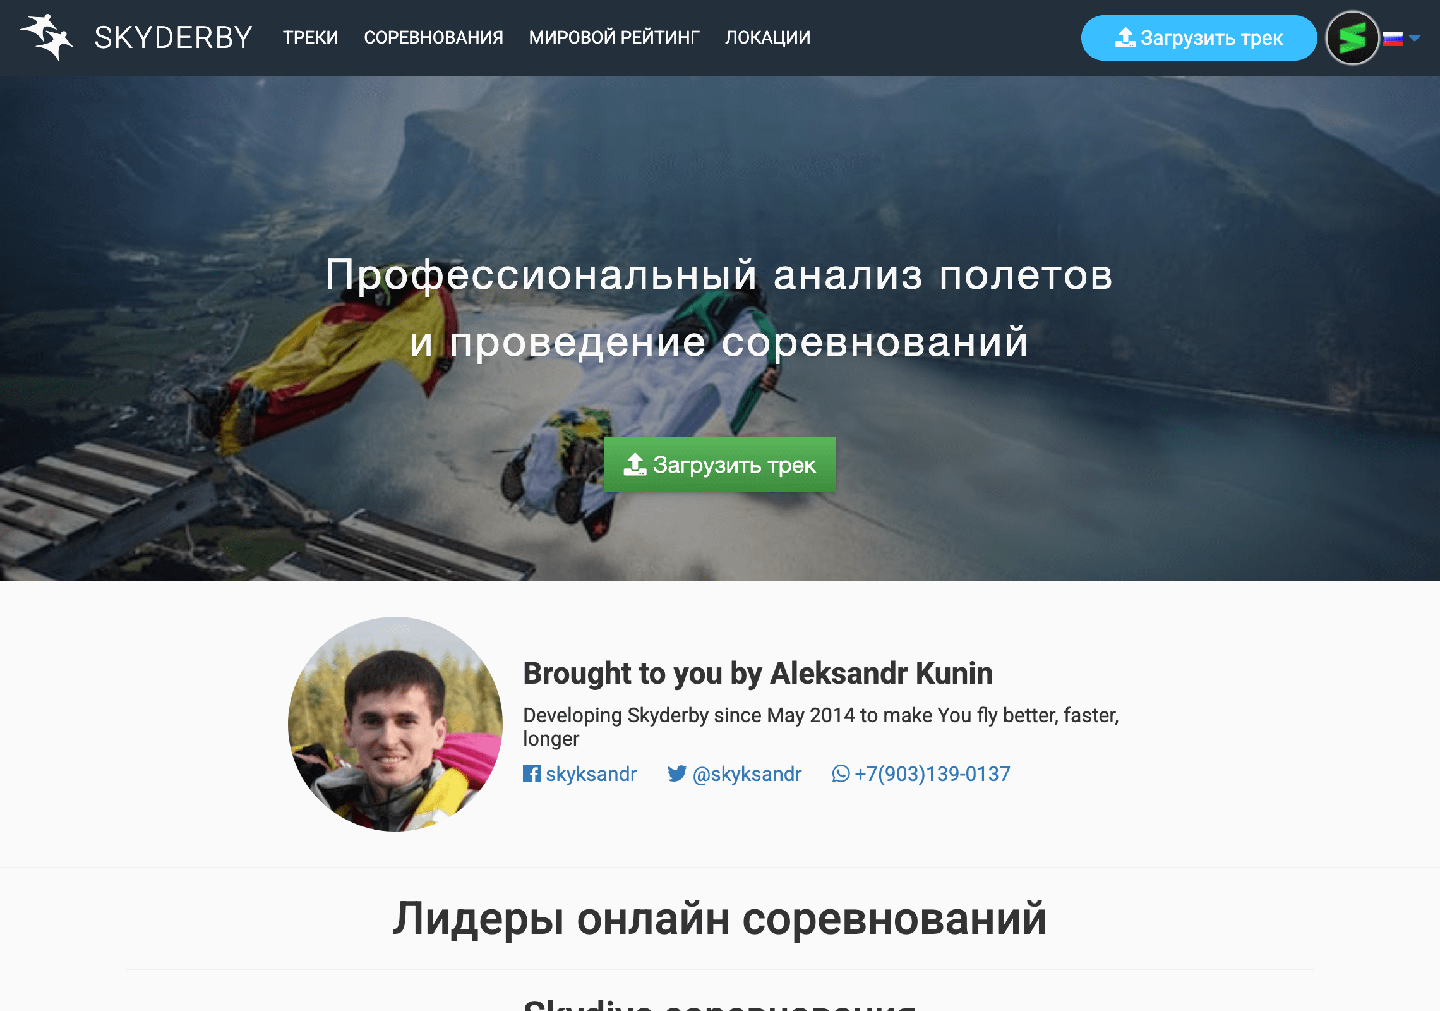 SKYDERBY ТРЕКИ СОРЕВНОВАНИЯ МИРОВОЙ РЕЙТИНГ ЛОКАЦИИ Загрузить трек
Профессиональный анализ полетов
и проведение соревнований
Загрузить трек
Brought to you by Aleksandr Kunin
Developing Skyderby since May 2014 to make You fly better, faster,
longer
skyksandr @skyksandr +7(903)139-0137
Лидеры онлайн соревнований
Skydive соревнования